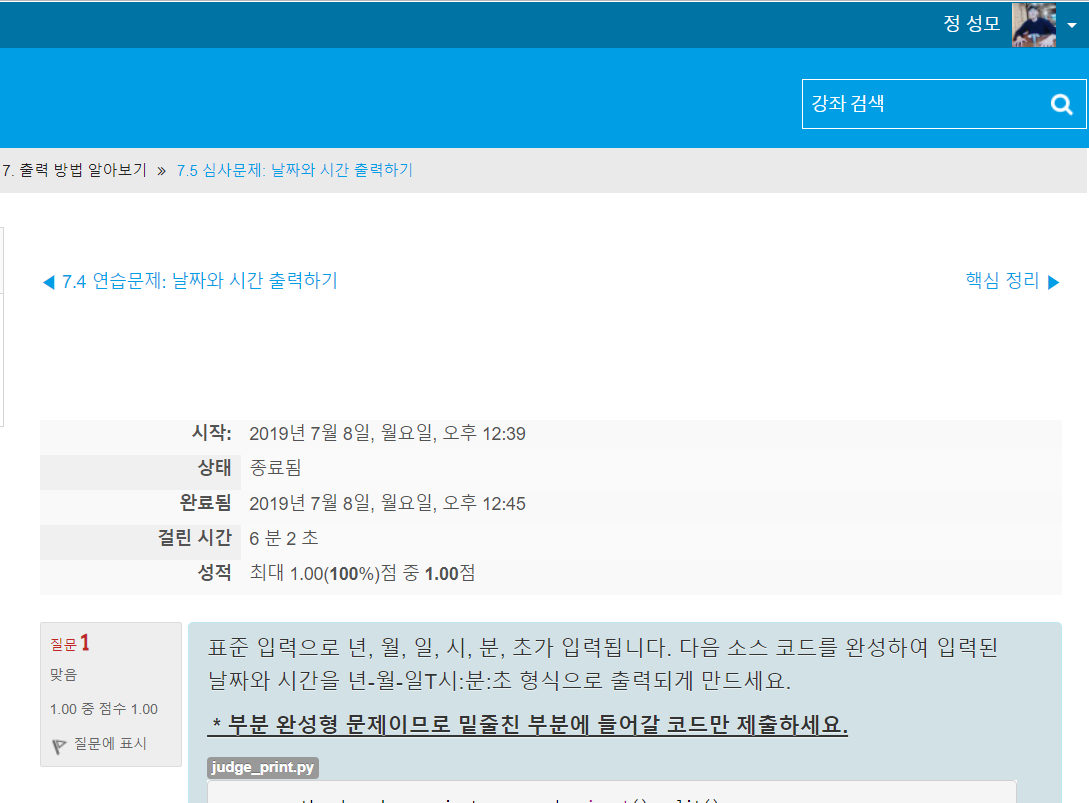 정 성모
강좌 검색
7. 출력 방법 알아보기 » 7.5 심사문제: 날짜와 시간 출력하기
◀ 7.4 연습문제: 날짜와 시간 출력하기
핵심 정리 ▶
시작: 2019년 7월 8일, 월요일, 오후 12:39
상태 종료됨
완료됨 2019년 7월 8일, 월요일, 오후 12:45
걸린 시간 6 분 2 초
성적 최대 1.00(100%)점 중 1.00점
질문 1
맞음
1.00 중 점수 1.00
질문에 표시
표준 입력으로 년, 월, 일, 시, 분, 초가 입력됩니다. 다음 소스 코드를 완성하여 입력된
날짜와 시간을 년-월-일T시:분:초 형식으로 출력되게 만드세요.
* 부분 완성형 문제이므로 밑줄친 부분에 들어갈 코드만 제출하세요.
judge_print.py